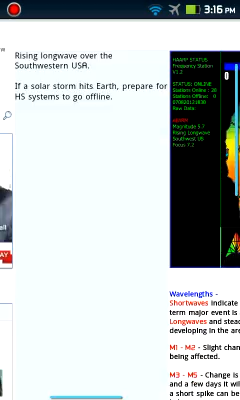 3:16 PM
Rising longwave over the
Southwestern USA.
If a solar storm hits Earth, prepare for
HS systems to go offline.
HAARP STATUS
Frequency Station
V1.2
STATUS: ONLINE
Stations Online : 28
Stations Offline: 0
Raw Data:
Magnitude 5.7
Rising Longwave
Southwest US
Focus 7.2
Wavelengths -
Shortwaves indicate
term major event is
Longwaves and stead
developing in the are
M1 - M2 - Slight chan
being affected.
M3 - M5 - Change is
and a few days it wil
a short spike can be